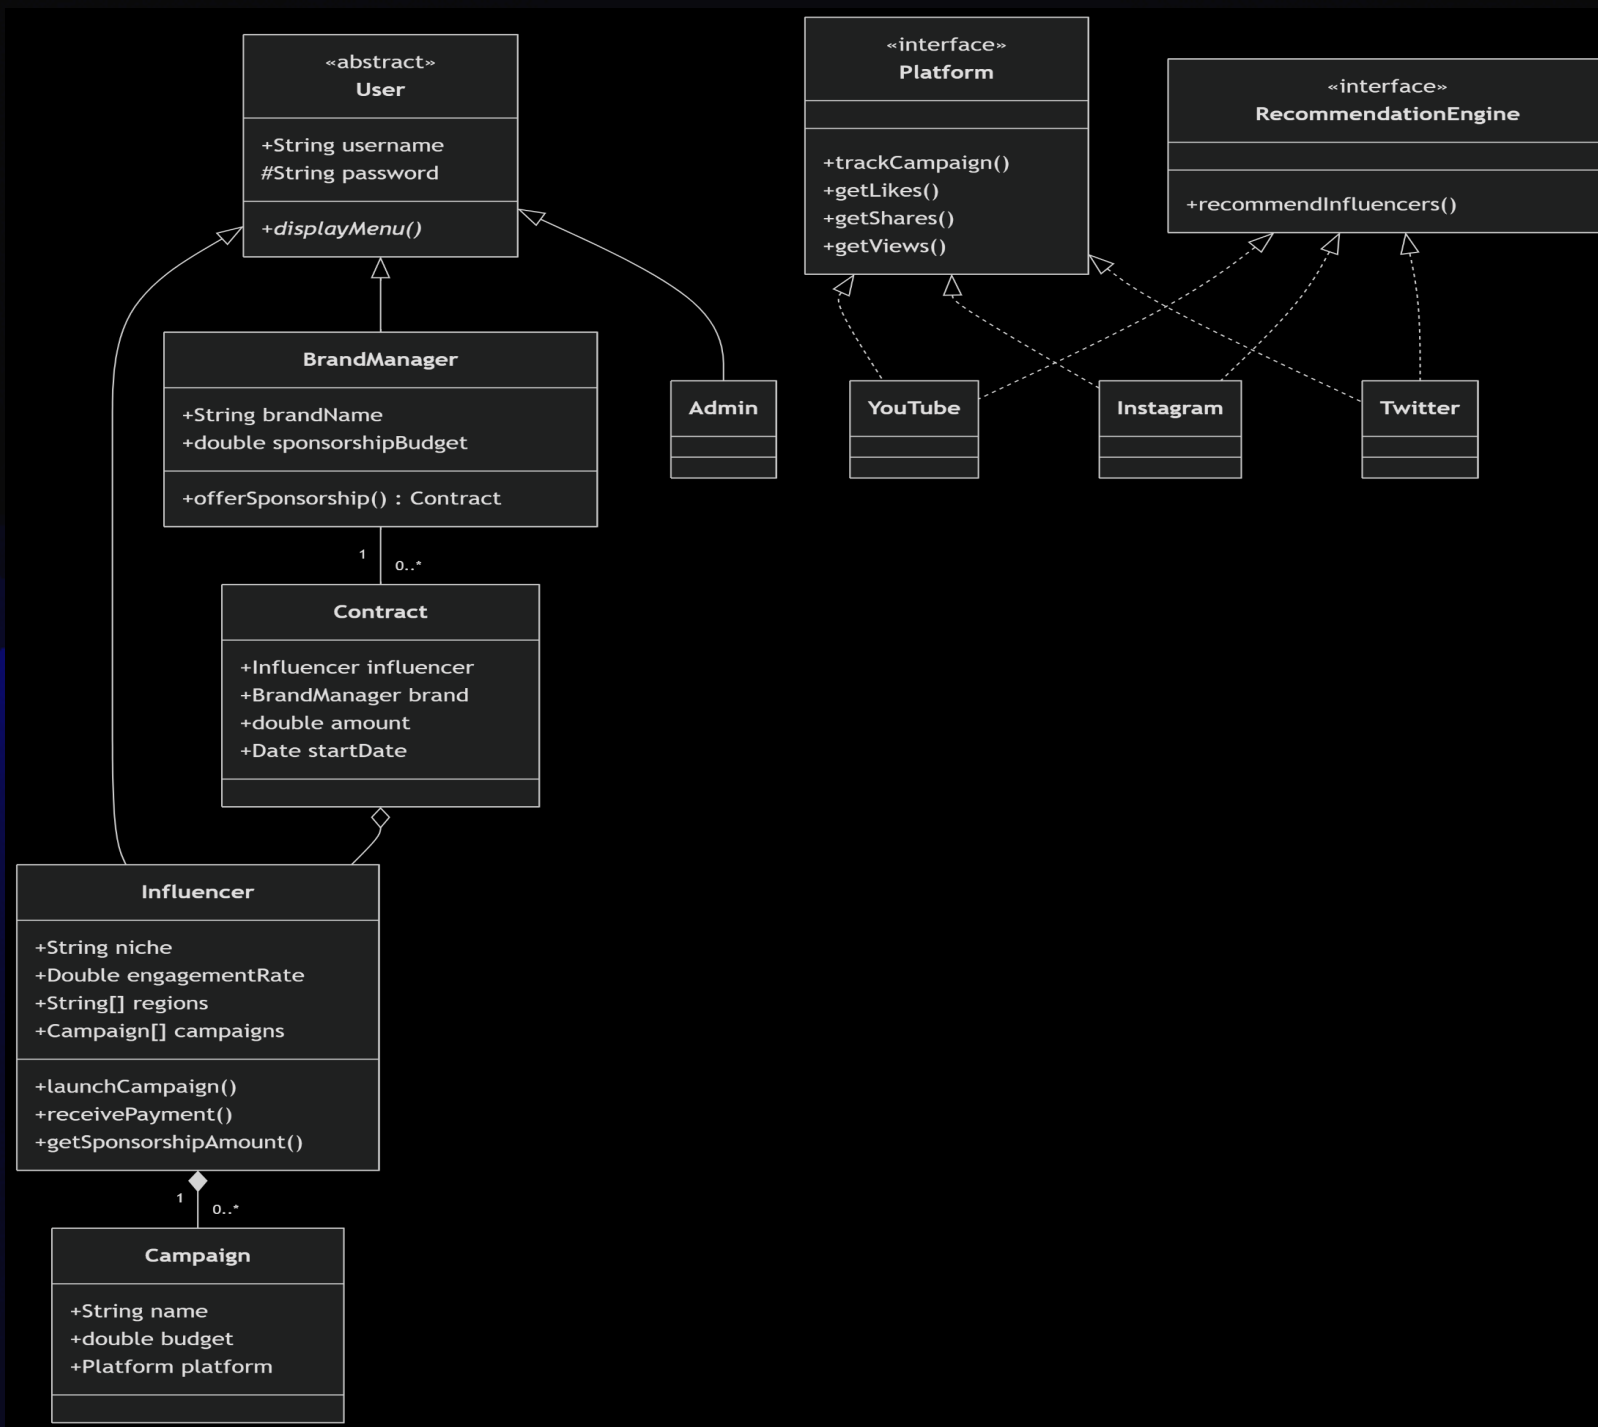 «abstract»
User
+String username
#String password
+displayMenu()
«interface»
Platform
+trackCampaign()
+getLikes()
+getShares()
+getViews()
«interface»
RecommendationEngine
+recommendInfluencers()
BrandManager
+String brandName
+double sponsorshipBudget
+offerSponsorship() : Contract
Admin
YouTube
Instagram
Twitter
1
0..*
Contract
+Influencer influencer
+BrandManager brand
+double amount
+Date startDate
Influencer
+String niche
+Double engagementRate
+String[] regions
+Campaign[] campaigns
+launchCampaign()
+receivePayment()
+getSponsorshipAmount()
1
0..*
Campaign
+String name
+double budget
+Platform platform